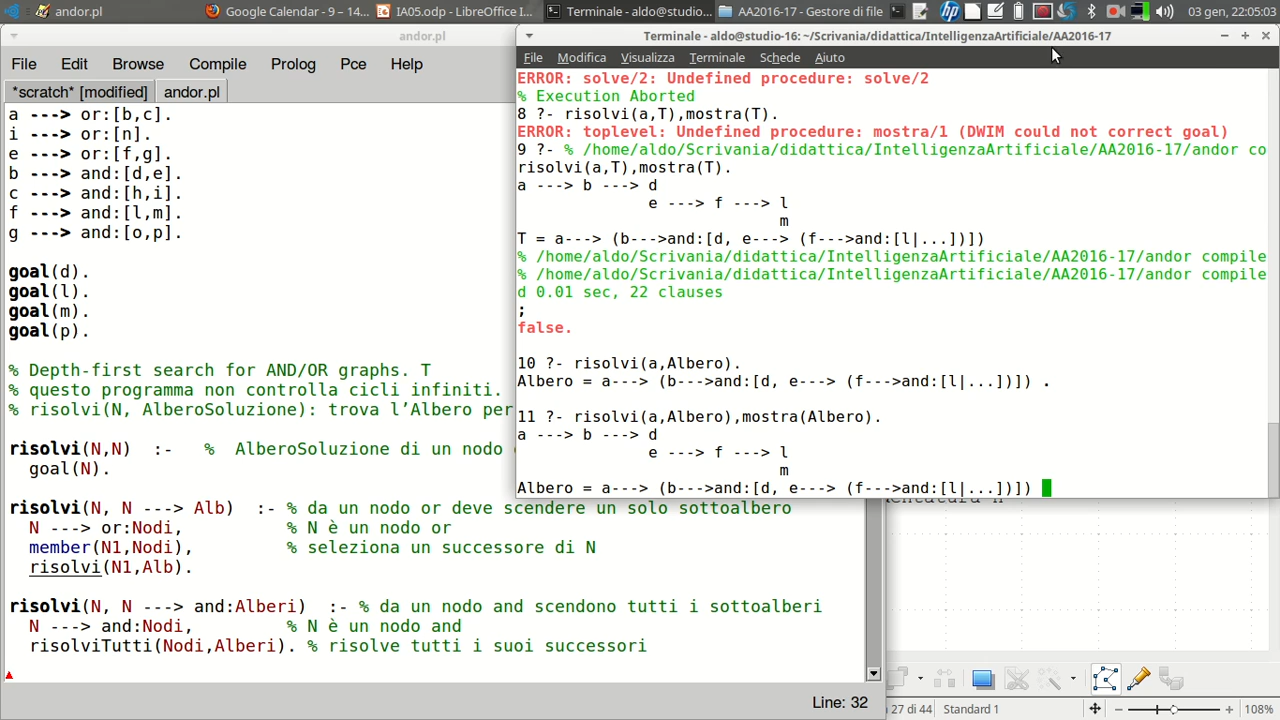 andor.pl
Google Calendar - 9 – 14...
IA05.odp - LibreOffice I...
Terminale - aldo@studio...
AA2016-17 - Gestore di file
03 gen, 22:05:03
andor.pl
File Edit Browse Compile Prolog Pce Help
*scratch* [modified] andor.pl
a ---> or:[b,c].
i ---> or:[n].
e ---> or:[f,g].
b ---> and:[d,e].
c ---> and:[h,i].
f ---> and:[l,m].
g ---> and:[o,p].
goal(d).
goal(l).
goal(m).
goal(p).
% Depth-first search for AND/OR graphs. T
% questo programma non controlla cicli infiniti.
% risolvi(N, AlberoSoluzione): trova l'Albero per
risolvi(N,N) :- % AlberoSoluzione di un nodo
goal(N).
risolvi(N, N ---> Alb) :- % da un nodo or deve scendere un solo sottoalbero
N ---> or:Nodi, % N è un nodo or
member(N1,Nodi), % seleziona un successore di N
risolvi(N1,Alb).
risolvi(N, N ---> and:Alberi) :- % da un nodo and scendono tutti i sottoalberi
N ---> and:Nodi, % N è un nodo and
risolviTutti(Nodi,Alberi). % risolve tutti i suoi successori
Line: 32
Terminale - aldo@studio-16: ~/Scrivania/didattica/IntelligenzaArtificiale/AA2016-17
File Modifica Visualizza Terminale Schede Aiuto
ERROR: solve/2: Undefined procedure: solve/2
% Execution Aborted
8 ?- risolvi(a,T),mostra(T).
ERROR: toplevel: Undefined procedure: mostra/1 (DWIM could not correct goal)
9 ?- % /home/aldo/Scrivania/didattica/IntelligenzaArtificiale/AA2016-17/andor co
risolvi(a,T),mostra(T).
a ---> b ---> d
e ---> f ---> l
m
T = a---> (b--->and:[d, e---> (f--->and:[l|...])])
% /home/aldo/Scrivania/didattica/IntelligenzaArtificiale/AA2016-17/andor compile
% /home/aldo/Scrivania/didattica/IntelligenzaArtificiale/AA2016-17/andor compile
d 0.01 sec, 22 clauses
;
false.
10 ?- risolvi(a,Albero).
Albero = a---> (b--->and:[d, e---> (f--->and:[l|...])]) .
11 ?- risolvi(a,Albero),mostra(Albero).
a ---> b ---> d
e ---> f ---> l
m
Albero = a---> (b--->and:[d, e---> (f--->and:[l|...])])
27 di 44 Standard 1 108%